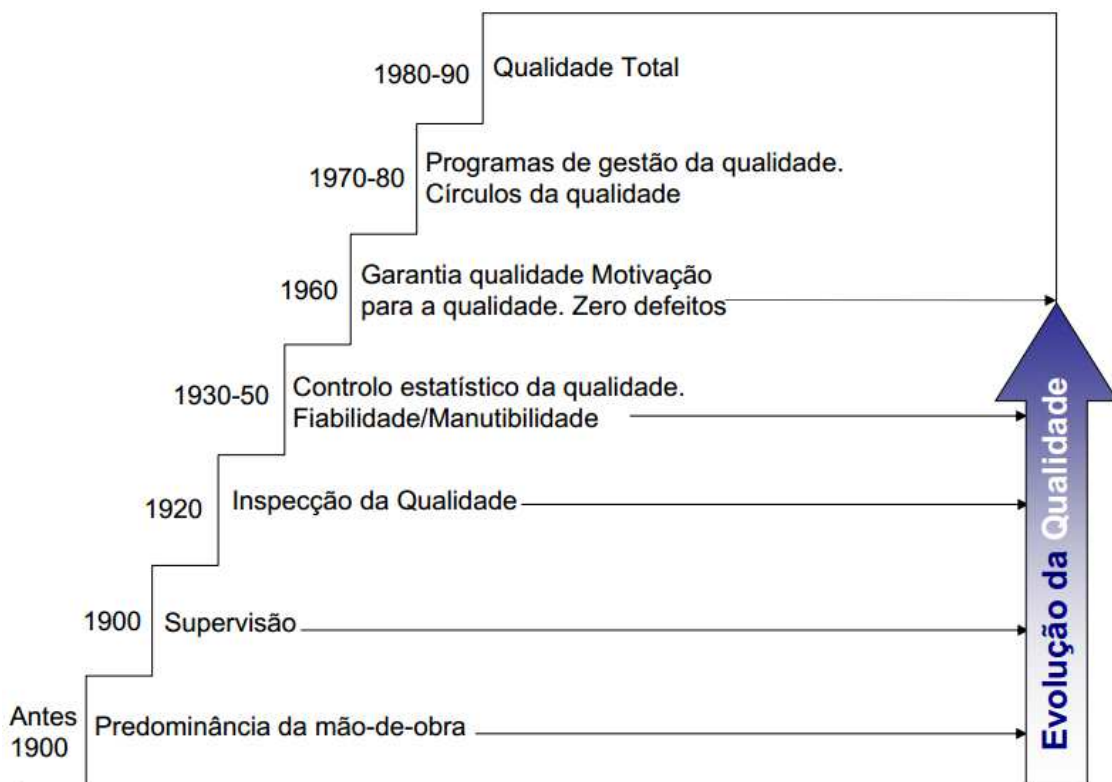 1980-90
Qualidade Total
1970-80
Programas de gestão da qualidade.
Círculos da qualidade
1960
Garantia qualidade Motivação
para a qualidade. Zero defeitos
1930-50
Controlo estatístico da qualidade.
Fiabilidade/Manutibilidade
1920
Inspecção da Qualidade
1900
Supervisão
Antes
1900
Predominância da mão-de-obra
Evolução da Qualidade